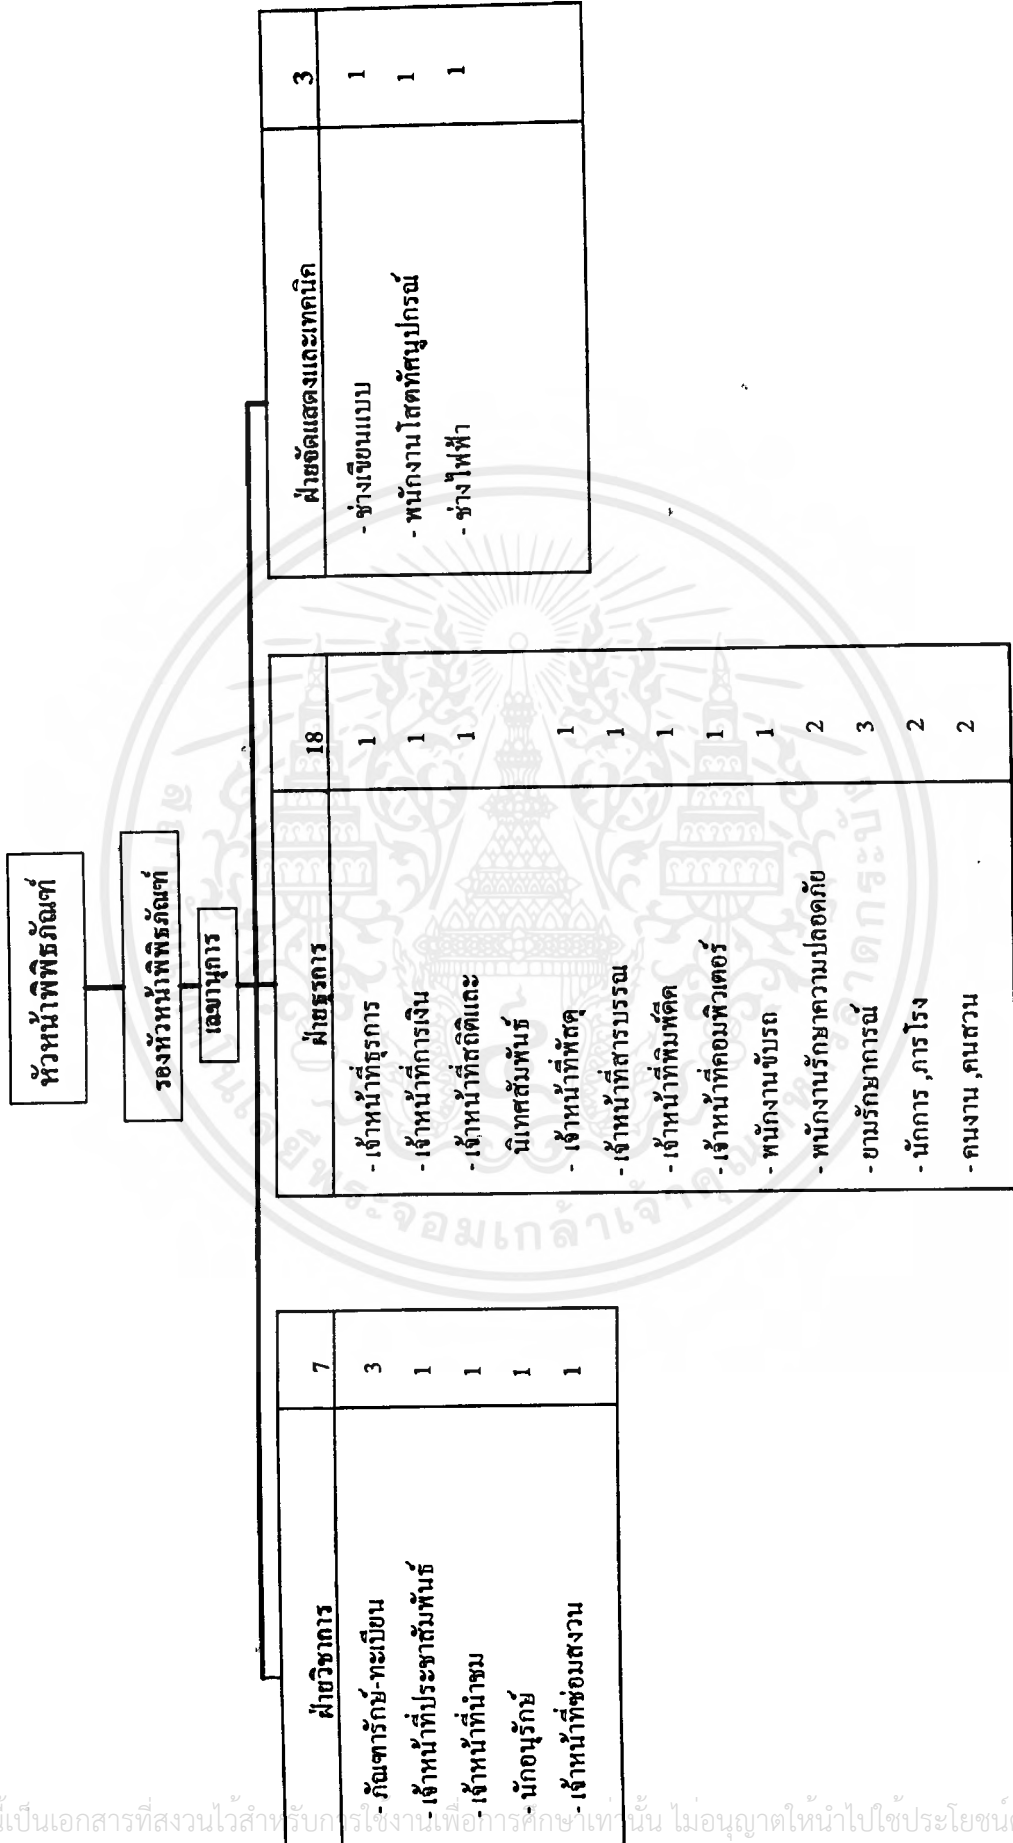 หัวหน้าพิพิธภัณฑ์
รองหัวหน้าพิพิธภัณฑ์
เลขานุการ
ฝ่ายวิชาการ 7
- ภัณฑารักษ์-ทะเบียน 3
- เจ้าหน้าที่ประชาสัมพันธ์ 1
- เจ้าหน้าที่นำชม 1
- นักอนุรักษ์ 1
- เจ้าหน้าที่ซ่อมสงวน 1
ฝ่ายธุรการ 18
- เจ้าหน้าที่ธุรการ 1
- เจ้าหน้าที่การเงิน 1
- เจ้าหน้าที่สถิติและ 1
นิเทศสัมพันธ์
- เจ้าหน้าที่พัสดุ 1
- เจ้าหน้าที่สารบรรณ 1
- เจ้าหน้าที่พิมพ์ดีด 1
- เจ้าหน้าที่คอมพิวเตอร์ 1
- พนักงานขับรถ 1
- พนักงานรักษาความปลอดภัย 2
- ยามรักษาการณ์ 3
- นักการ ,ภารโรง 2
- คนงาน ,คนสวน 2
ฝ่ายจัดแสดงและเทคนิค 3
- ช่างเขียนแบบ 1
- พนักงานโสตทัศนูปกรณ์ 1
- ช่างไฟฟ้า 1
เป็นเอกสารที่สงวนไว้สำหรับการใช้งานเพื่อการศึกษาเท่านั้น ไม่อนุญาตให้นำไปใช้ประโยชน์